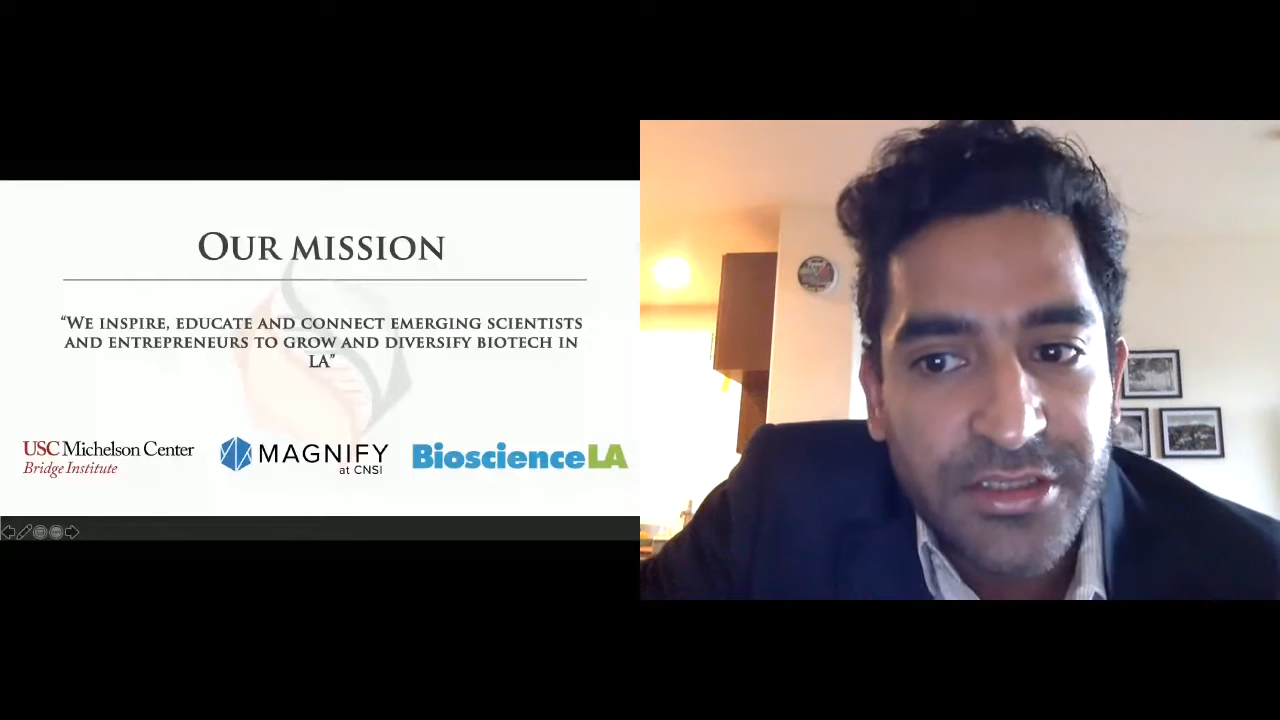 OUR MISSION
“WE INSPIRE, EDUCATE AND CONNECT EMERGING SCIENTISTS
AND ENTREPRENEURS TO GROW AND DIVERSIFY BIOTECH IN
LA”
USC Michelson Center
Bridge Institute
MAGNIFY
at CNSI
BioscienceLA